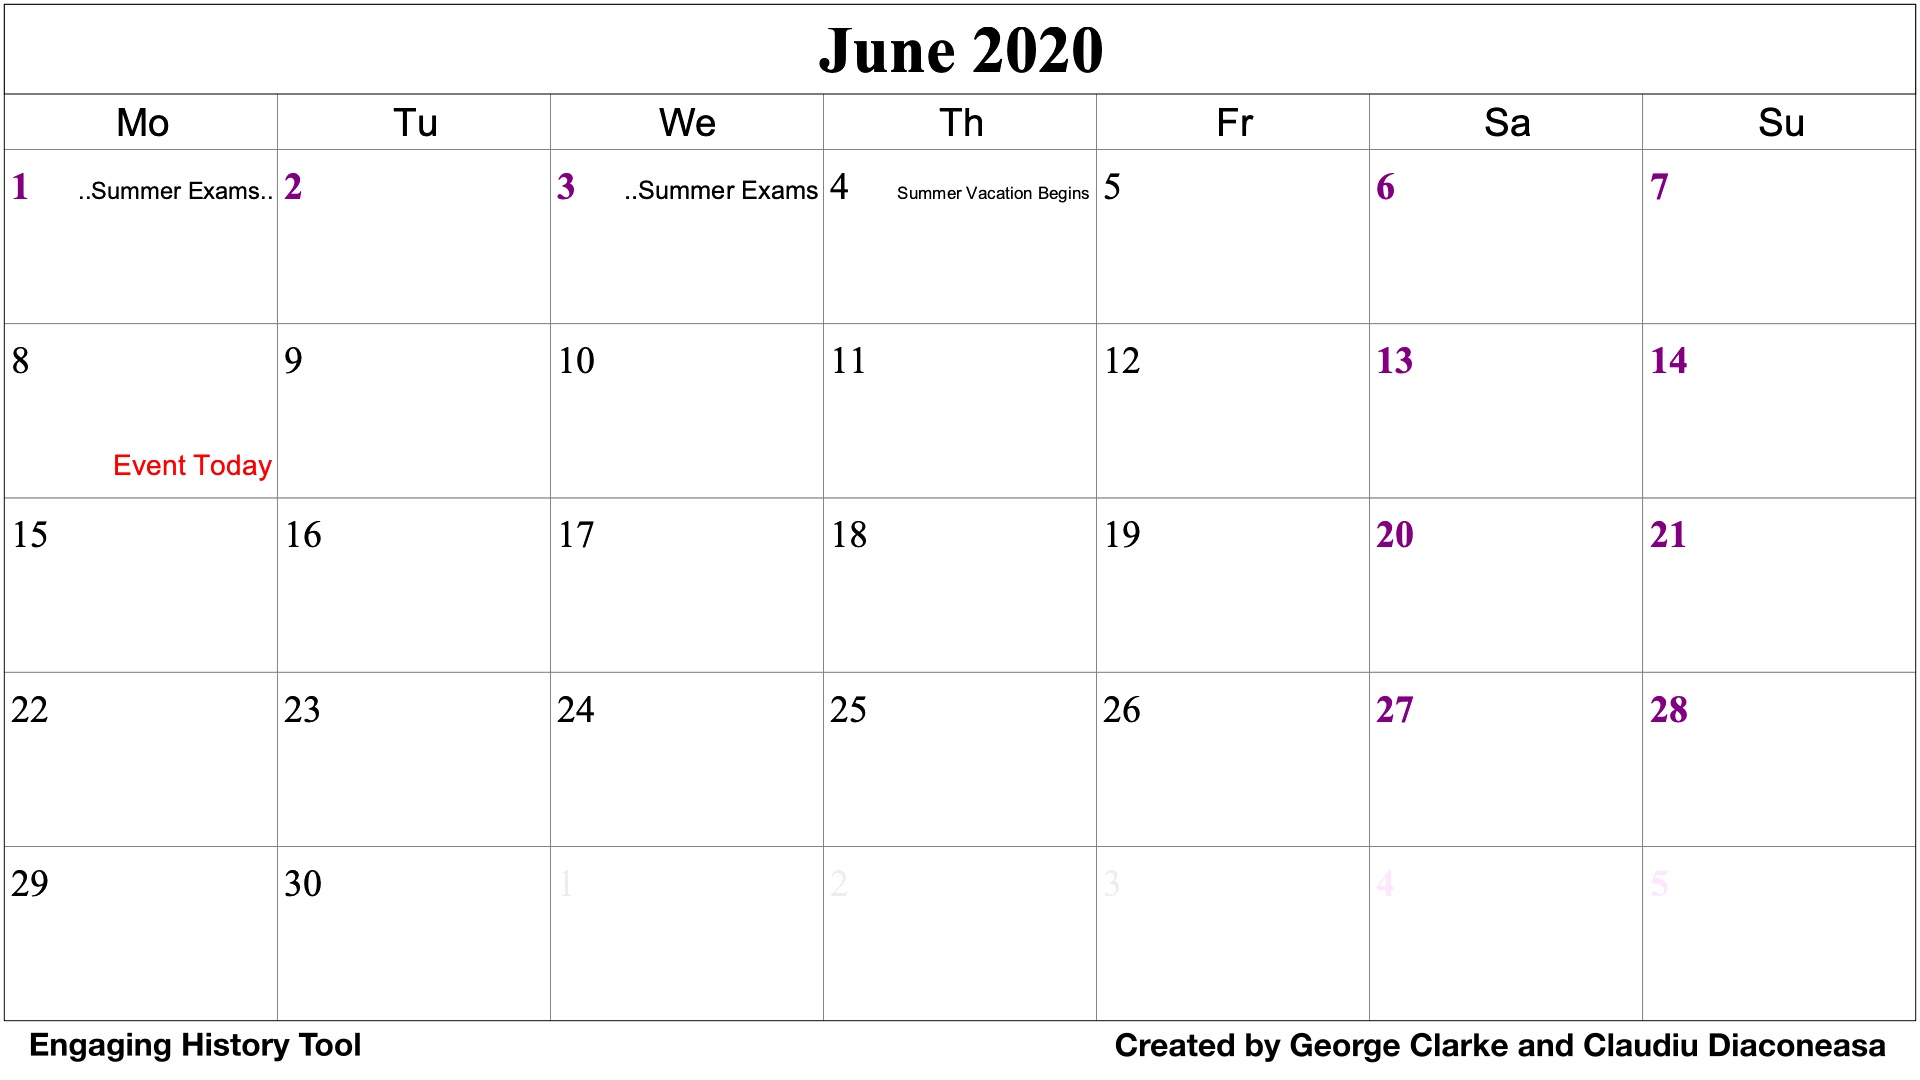 June 2020
Mo Tu We Th Fr Sa Su
1 ..Summer Exams.. 2 3 ..Summer Exams 4 Summer Vacation Begins 5 6 7
8 9 10 11 12 13 14
Event Today
15 16 17 18 19 20 21
22 23 24 25 26 27 28
29 30 1 2 3 4 5
Engaging History Tool Created by George Clarke and Claudiu Diaconeasa